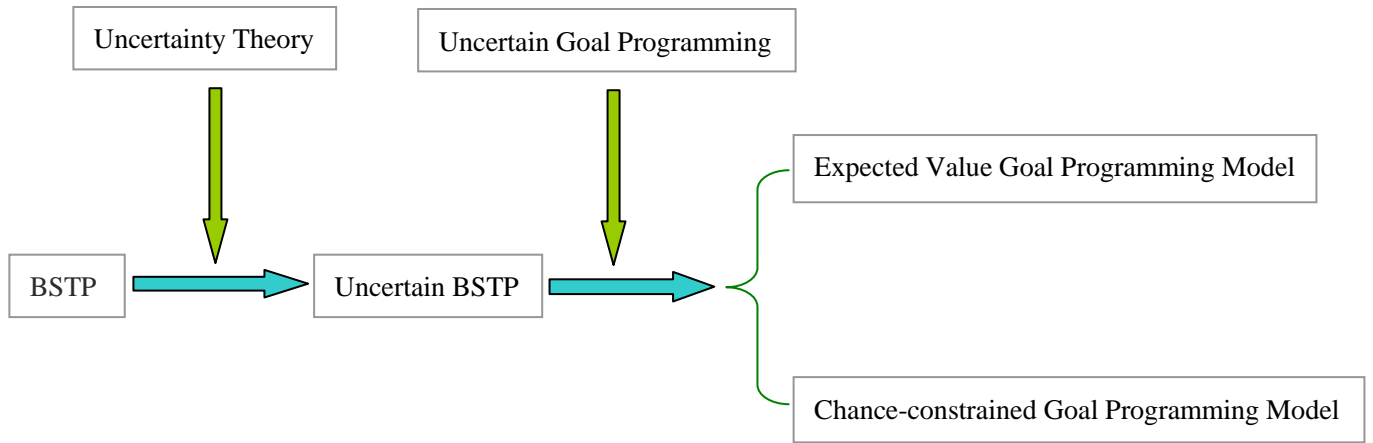 Uncertainty Theory
Uncertain Goal Programming
Expected Value Goal Programming Model
BSTP
Uncertain BSTP
Chance-constrained Goal Programming Model